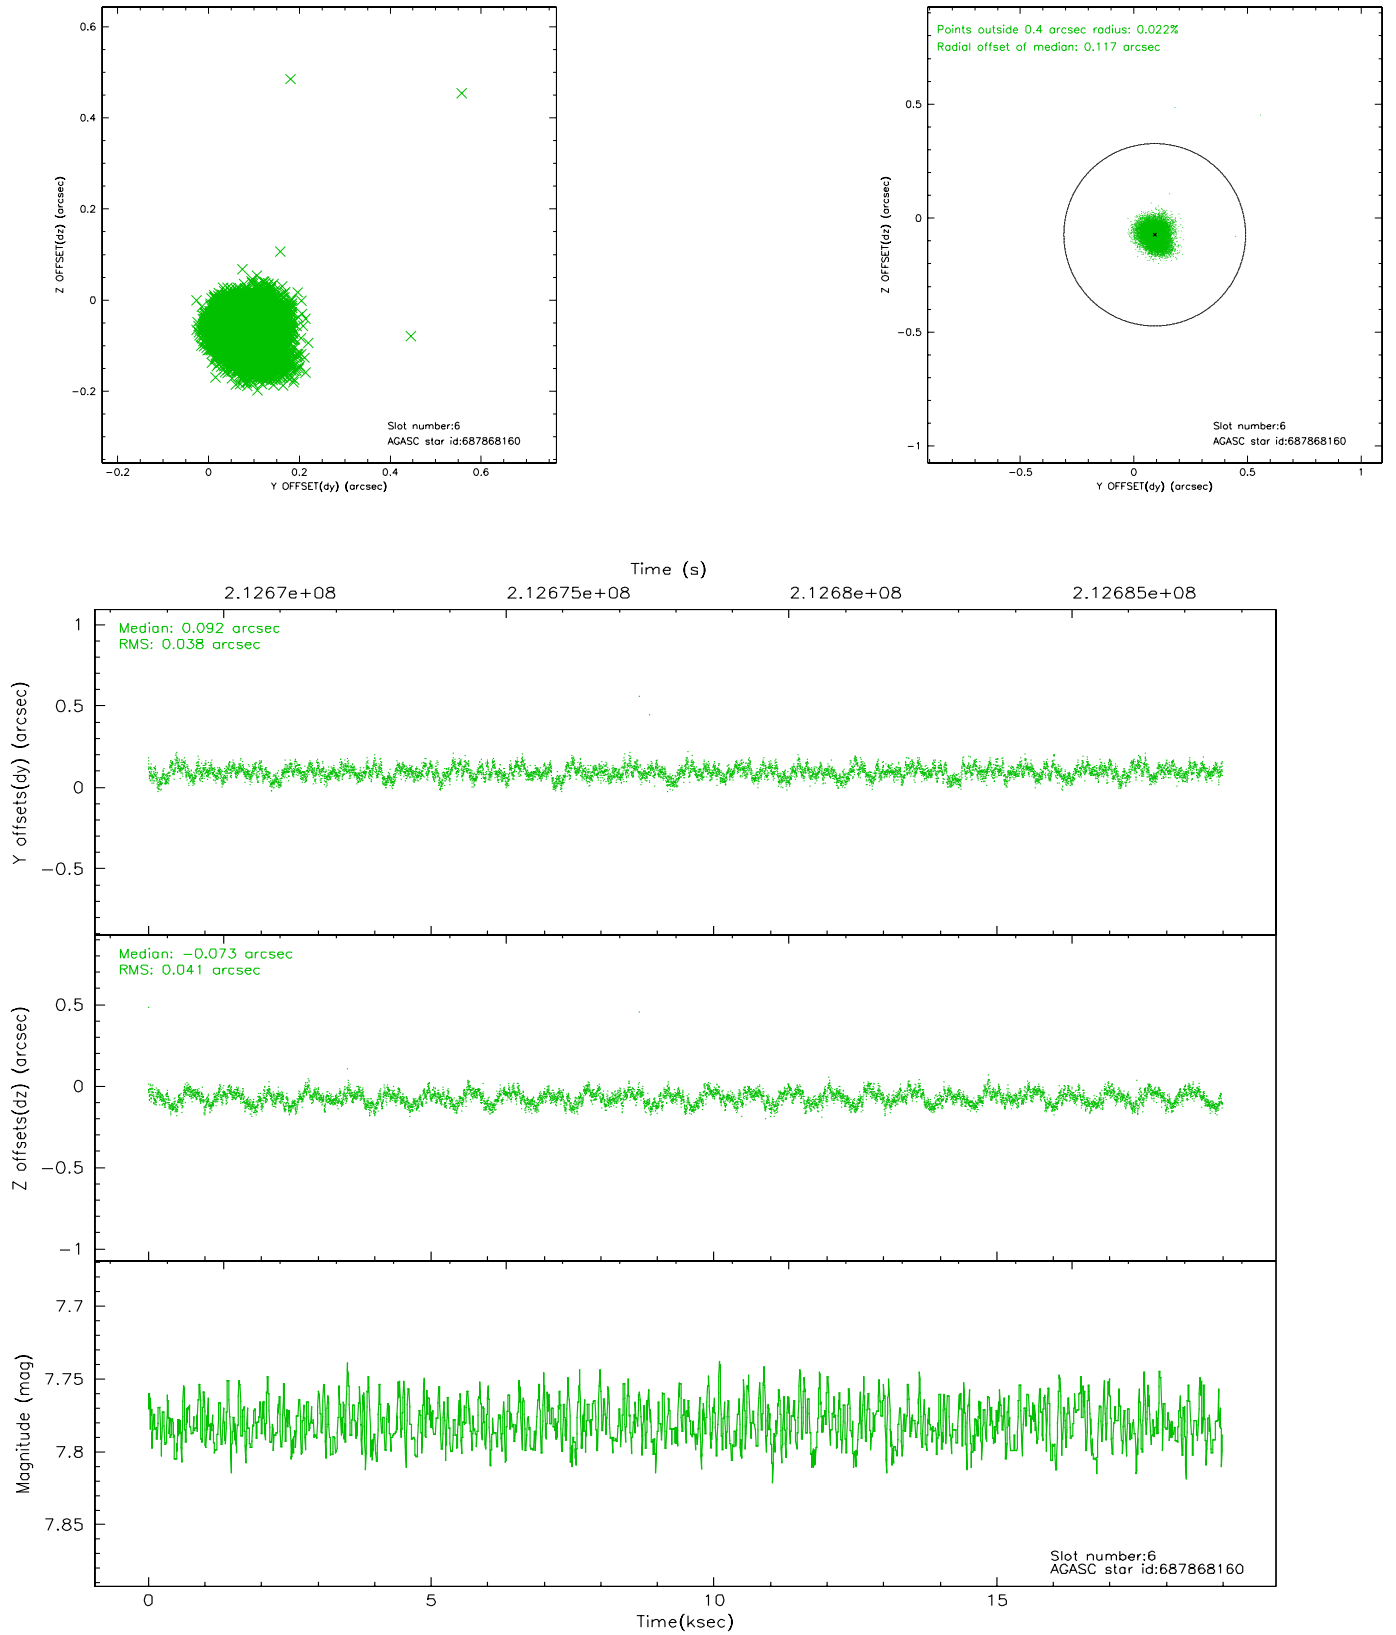 0.6
0.4
0.2
0
−0.2
Z OFFSET(dz) (arcsec)
Slot number:6
AGASC star id:687868160
−0.2 0 0.2 0.4 0.6
Y OFFSET(dy) (arcsec)
Points outside 0.4 arcsec radius: 0.022%
Radial offset of median: 0.117 arcsec
0.5
0
−0.5
−1
Z OFFSET(dz) (arcsec)
Slot number:6
AGASC star id:687868160
−0.5 0 0.5 1
Y OFFSET(dy) (arcsec)
Time (s)
2.1267e+08 2.12675e+08 2.1268e+08 2.12685e+08
Median: 0.092 arcsec
RMS: 0.038 arcsec
1
0.5
0
−0.5
Y offsets(dy) (arcsec)
Median: −0.073 arcsec
RMS: 0.041 arcsec
0.5
0
−0.5
−1
Z offsets(dz) (arcsec)
7.7
7.75
7.8
7.85
Magnitude (mag)
Slot number:6
AGASC star id:687868160
0 5 10 15
Time(ksec)